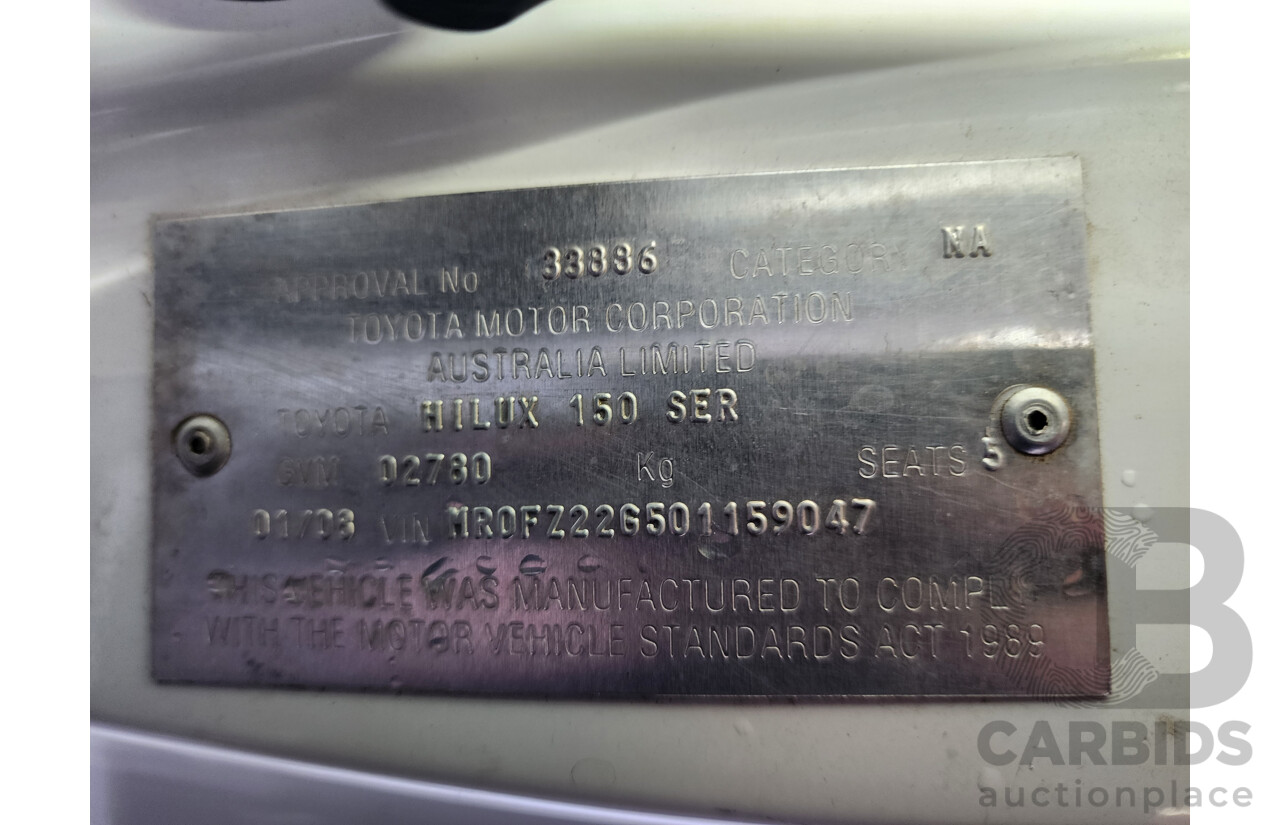 APPROVAL No 33886 CATEGORY NA
TOYOTA MOTOR CORPORATION
AUSTRALIA LIMITED
TOYOTA HILUX 150 SER
GVM 02780 Kg SEATS 5
01/08 VIN MR0FZ22G501159047
THIS VEHICLE WAS MANUFACTURED TO COMPLY
WITH THE MOTOR VEHICLE STANDARDS ACT 1989
B
CARBIDS
auctionplace